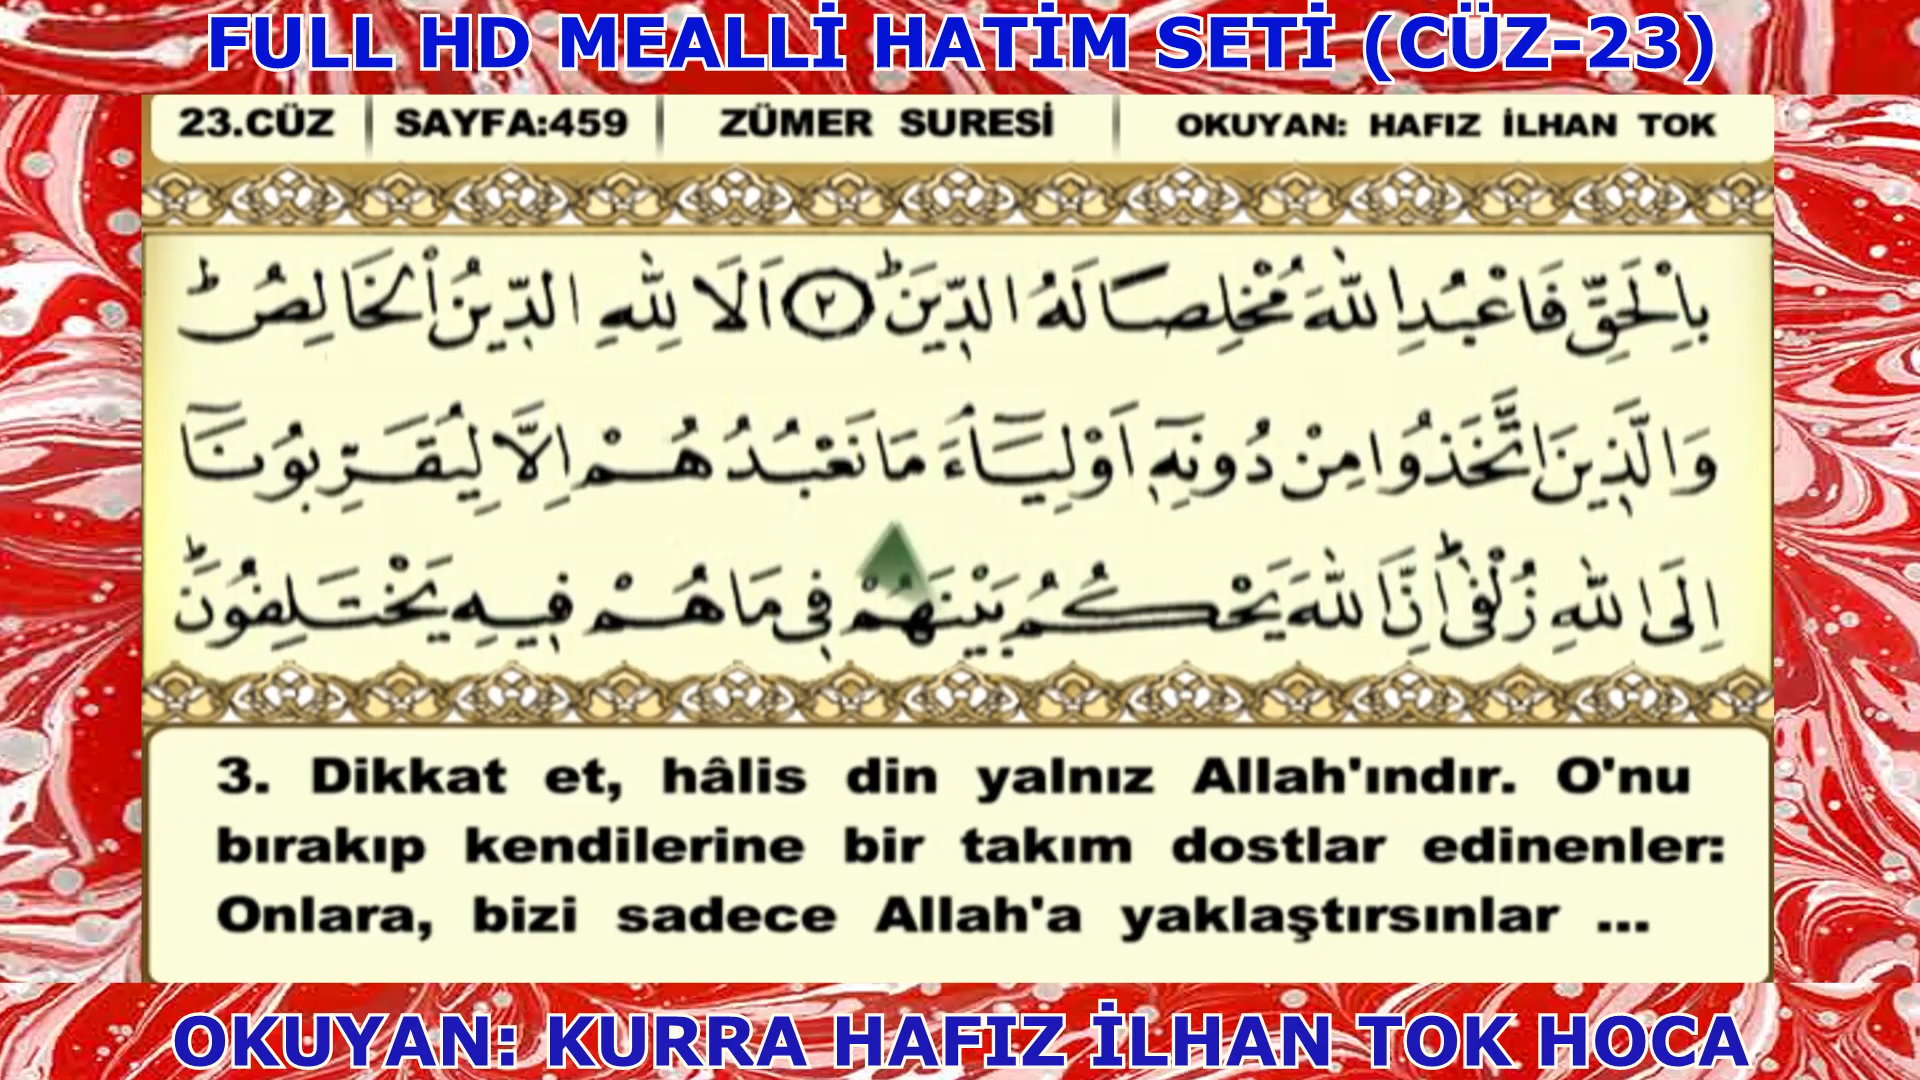 FULL HD MEALLİ HATİM SETİ (CÜZ-23)
23.CÜZ | SAYFA:459 | ZÜMER SURESİ | OKUYAN: HAFIZ İLHAN TOK
بِالْحَقِّ فَاعْبُدِ اللّٰهَ مُخْلِصًا لَهُ الدّ۪ينَۜ ﴿٢﴾ اَلَا لِلّٰهِ الدّ۪ينُ الْخَالِصُۜ
وَالَّذ۪ينَ اتَّخَذُوا مِنْ دُونِه۪ٓ اَوْلِيَٓاءَۢ مَا نَعْبُدُهُمْ اِلَّا لِيُقَرِّبُونَٓا
اِلَى اللّٰهِ زُلْفٰىۜ اِنَّ اللّٰهَ يَحْكُمُ بَيْنَهُمْ ف۪ي مَا هُمْ ف۪يهِ يَخْتَلِفُونَۜ
3. Dikkat et, hâlis din yalnız Allah'ındır. O'nu
bırakıp kendilerine bir takım dostlar edinenler:
Onlara, bizi sadece Allah'a yaklaştırsınlar ...
OKUYAN: KURRA HAFIZ İLHAN TOK HOCA